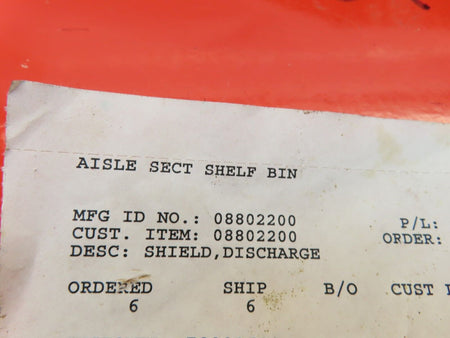 AISLE SECT SHELF BIN
MFG ID NO.: 08802200 P/L:
CUST. ITEM: 08802200 ORDER:
DESC: SHIELD,DISCHARGE
ORDERED SHIP B/O CUST
6 6